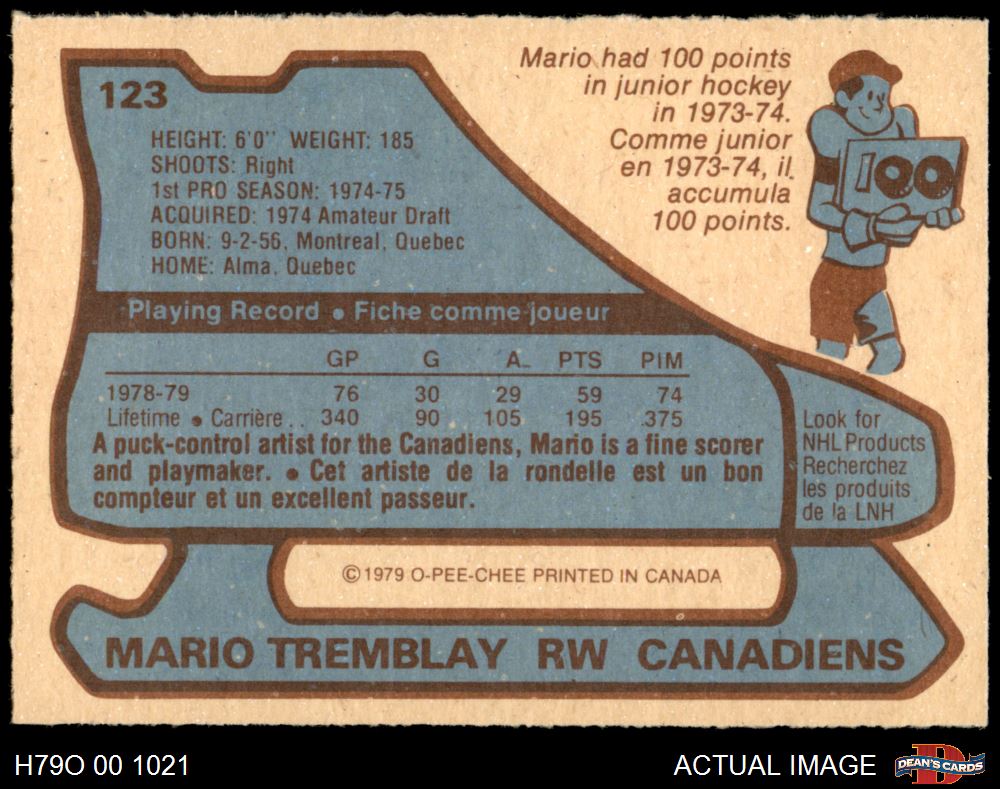 123
HEIGHT: 6'0" WEIGHT: 185
SHOOTS: Right
1st PRO SEASON: 1974-75
ACQUIRED: 1974 Amateur Draft
BORN: 9-2-56, Montreal, Quebec
HOME: Alma, Quebec
Mario had 100 points
in junior hockey
in 1973-74.
Comme junior
en 1973-74, il
accumula
100 points.
100
Playing Record • Fiche comme joueur
GP G A PTS PIM
1978-79 76 30 29 59 74
Lifetime • Carrière . . 340 90 105 195 375
A puck-control artist for the Canadiens, Mario is a fine scorer
and playmaker. • Cet artiste de la rondelle est un bon
compteur et un excellent passeur.
Look for
NHL Products
Recherchez
les produits
de la LNH
© 1979 O-PEE-CHEE PRINTED IN CANADA
MARIO TREMBLAY RW CANADIENS
H79O 00 1021
ACTUAL IMAGE
D
DEAN'S CARDS